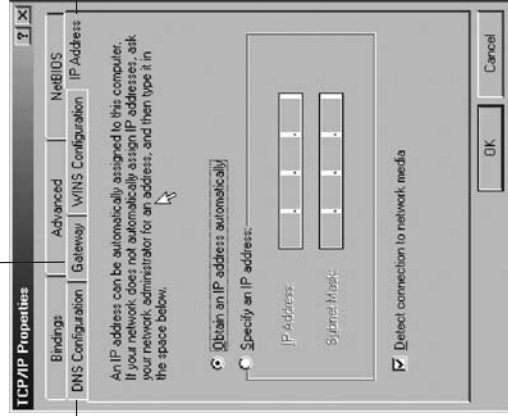 TCP/IP Properties
? X
Bindings Advanced NetBIOS
DNS Configuration Gateway WINS Configuration IP Address
An IP address can be automatically assigned to this computer.
If your network does not automatically assign IP addresses, ask
your network administrator for an address, and then type it in
the space below.
Obtain an IP address automatically
Specify an IP address:
IP Address:
Subnet Mask:
Detect connection to network media
OK Cancel